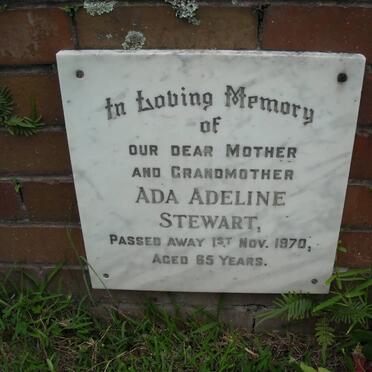 In Loving Memory
of
OUR DEAR MOTHER
AND GRANDMOTHER
ADA ADELINE
STEWART,
PASSED AWAY 1ST NOV. 1970,
AGED 85 YEARS.